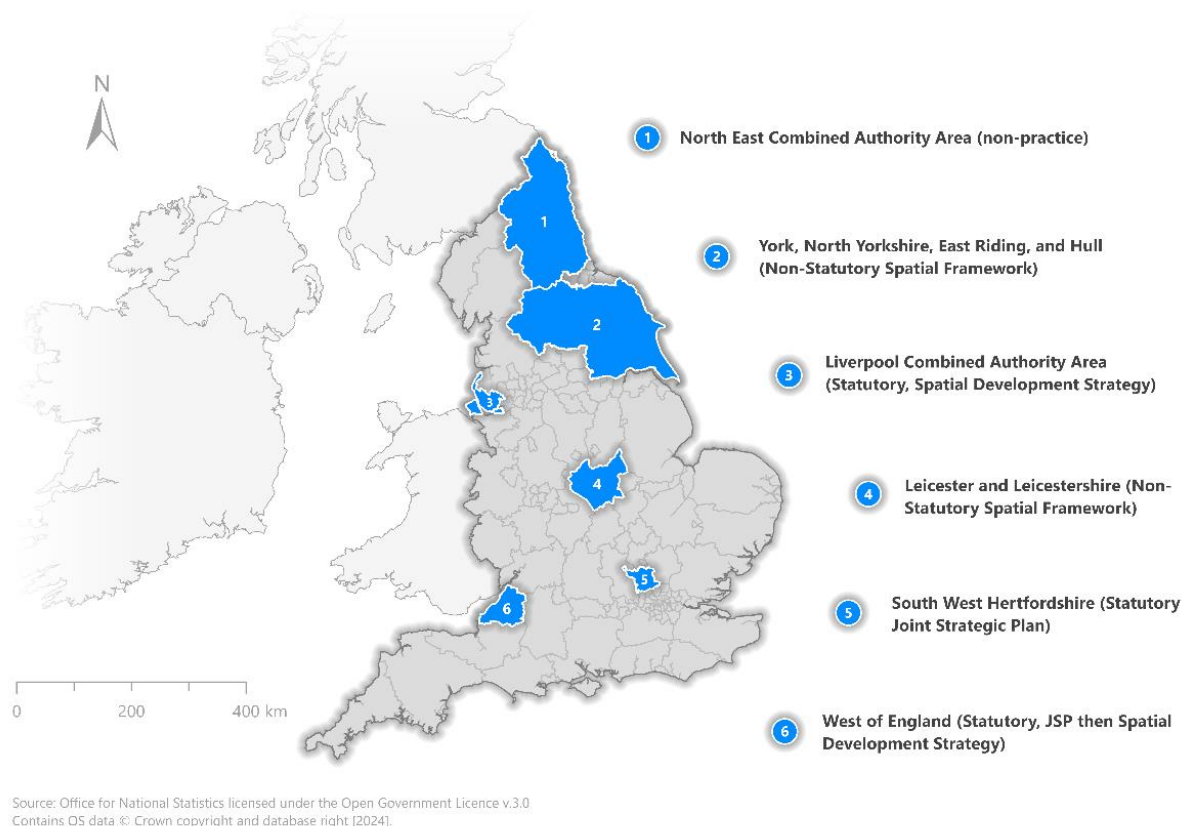 N
1 North East Combined Authority Area (non-practice)
2 York, North Yorkshire, East Riding, and Hull
(Non-Statutory Spatial Framework)
3 Liverpool Combined Authority Area
(Statutory, Spatial Development Strategy)
4 Leicester and Leicestershire (Non-
Statutory Spatial Framework)
5 South West Hertfordshire (Statutory
Joint Strategic Plan)
6 West of England (Statutory, JSP then Spatial
Development Strategy)
1
2
3
4
5
6
0 200 400 km
Source: Office for National Statistics licensed under the Open Government Licence v.3.0
Contains OS data © Crown copyright and database right [2024].